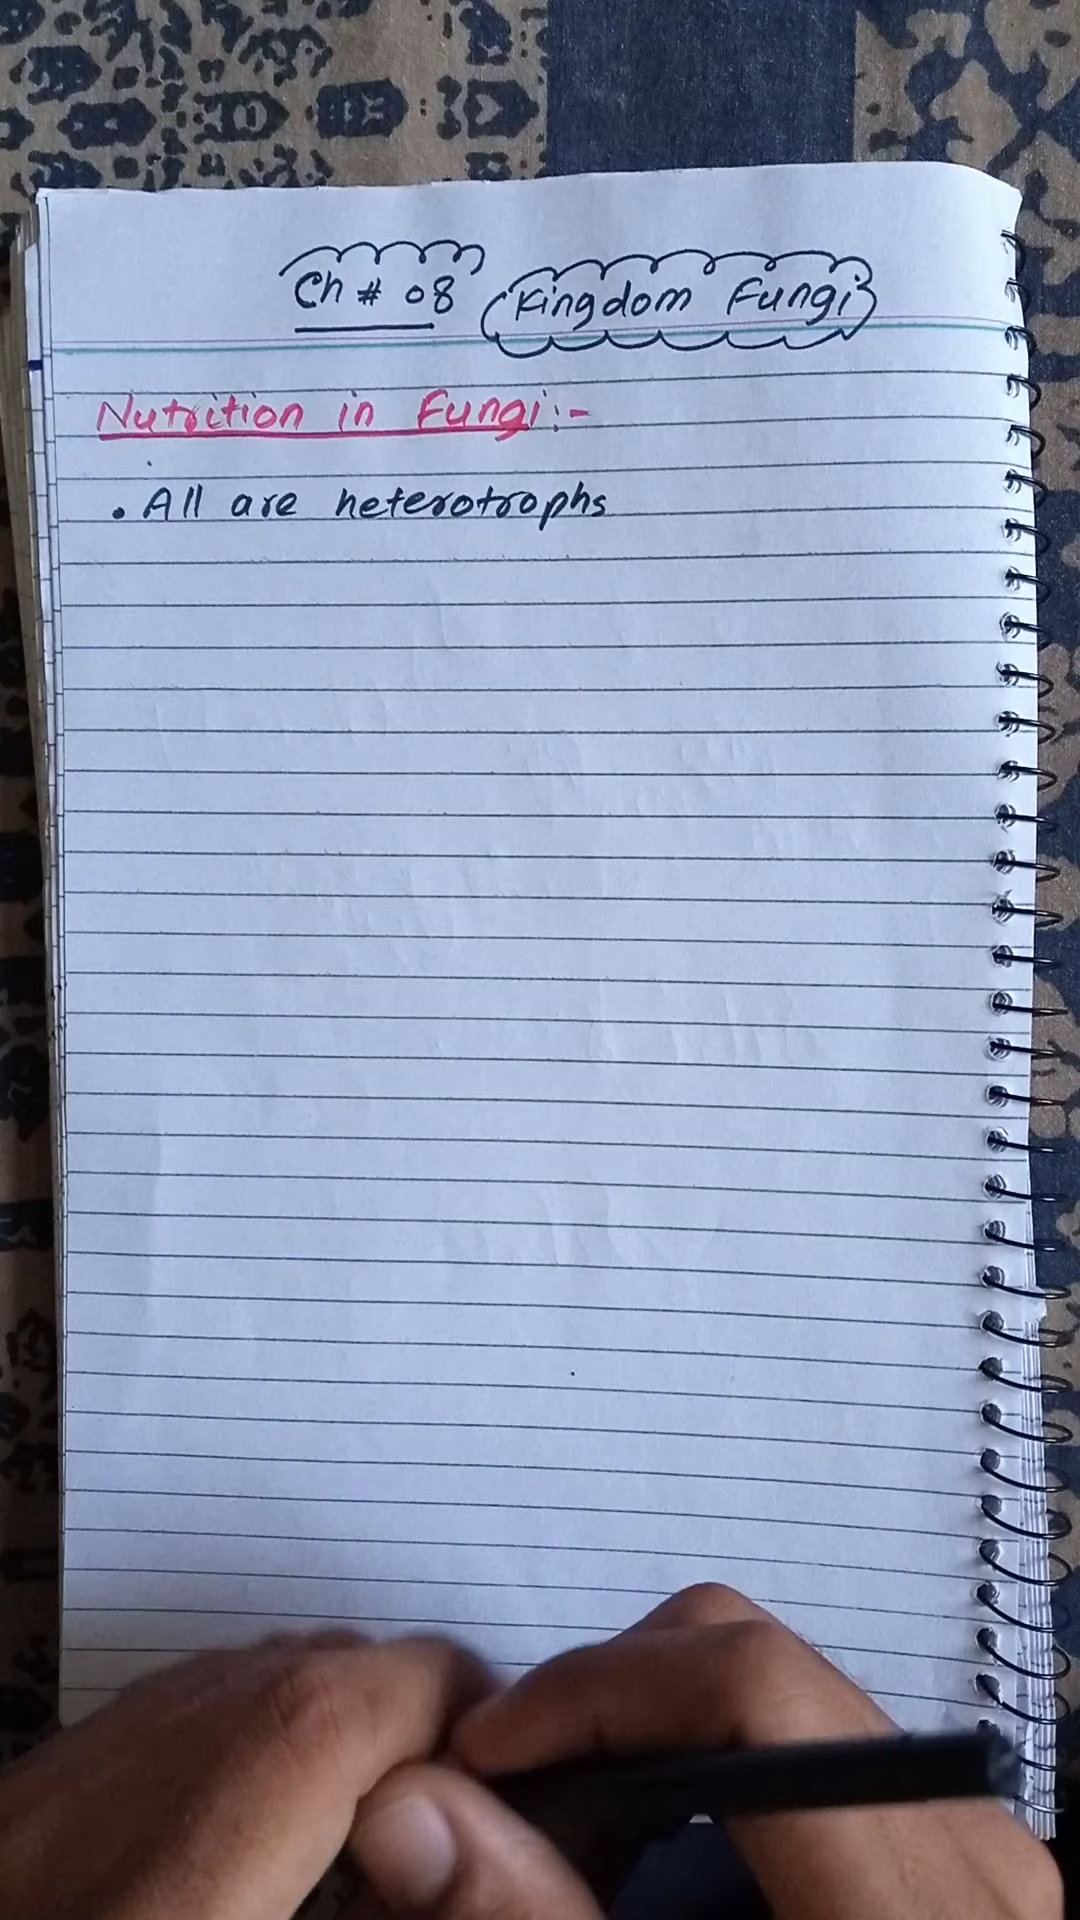 Ch # 08 Kingdom Fungi
Nutrition in Fungi:-
• All are heterotrophs